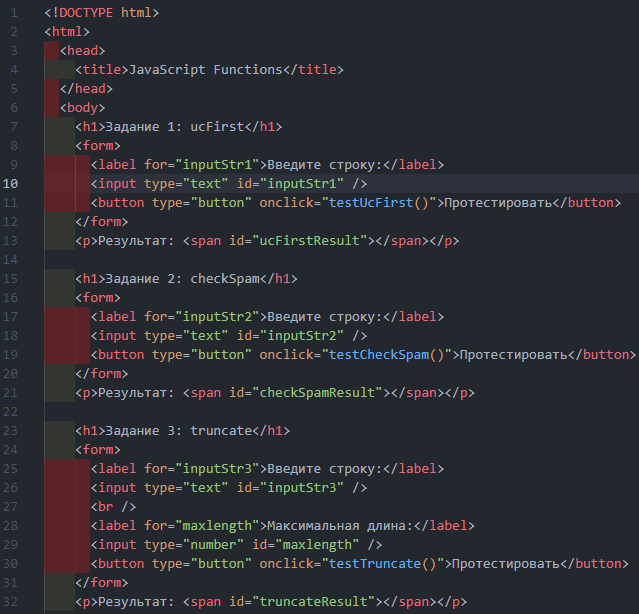 1 <!DOCTYPE html>
2 <html>
3 <head>
4 <title>JavaScript Functions</title>
5 </head>
6 <body>
7 <h1>Задание 1: ucFirst</h1>
8 <form>
9 <label for="inputStr1">Введите строку:</label>
10 <input type="text" id="inputStr1" />
11 <button type="button" onclick="testUcFirst()">Протестировать</button>
12 </form>
13 <p>Результат: <span id="ucFirstResult"></span></p>
14
15 <h1>Задание 2: checkSpam</h1>
16 <form>
17 <label for="inputStr2">Введите строку:</label>
18 <input type="text" id="inputStr2" />
19 <button type="button" onclick="testCheckSpam()">Протестировать</button>
20 </form>
21 <p>Результат: <span id="checkSpamResult"></span></p>
22
23 <h1>Задание 3: truncate</h1>
24 <form>
25 <label for="inputStr3">Введите строку:</label>
26 <input type="text" id="inputStr3" />
27 <br />
28 <label for="maxlength">Максимальная длина:</label>
29 <input type="number" id="maxlength" />
30 <button type="button" onclick="testTruncate()">Протестировать</button>
31 </form>
32 <p>Результат: <span id="truncateResult"></span></p>